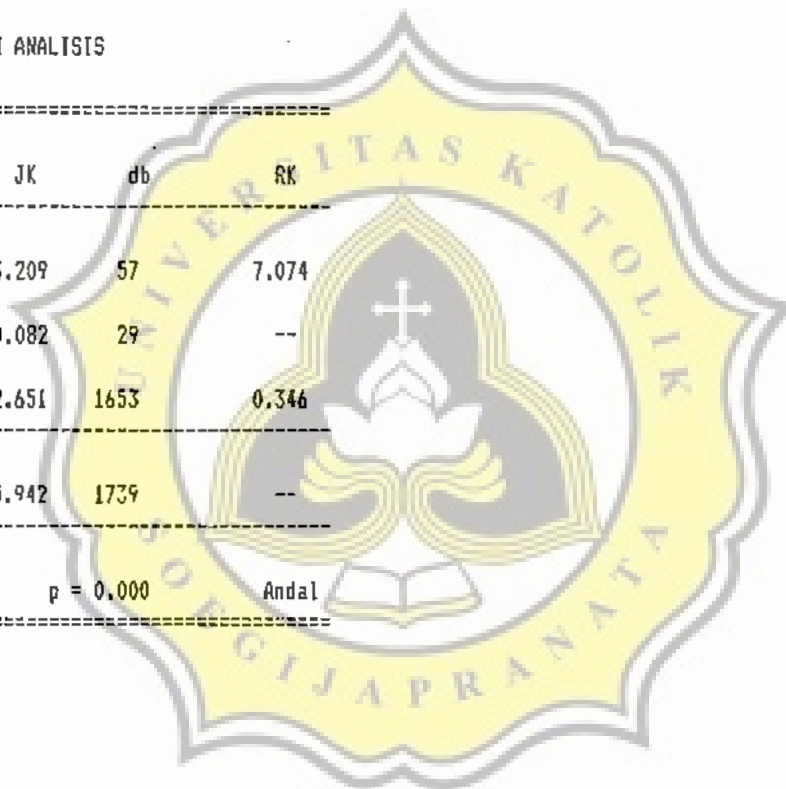 ANALISIS
JK db RK
.209 57 7.074
.082 29 --
.651 1653 0.346
.942 1739 --
p = 0.000 Andal
UNIVERSITAS KATOLIK
SOEGIJAPRANATA